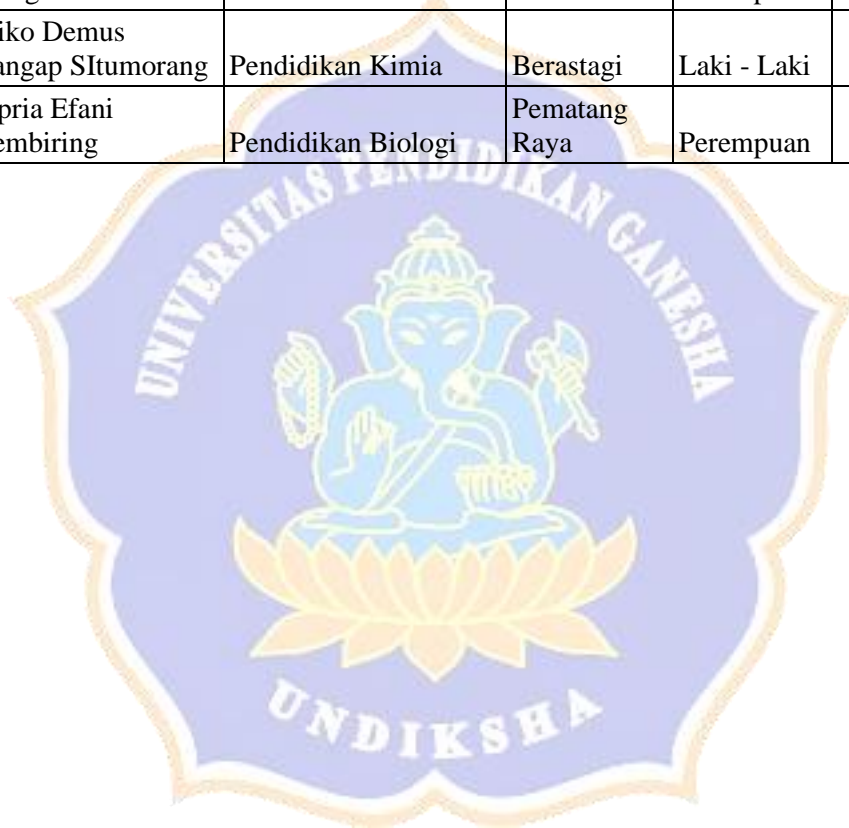 iko Demus
angap SItumorang Pendidikan Kimia Berastagi Laki - Laki
pria Efani Pematang
embiring Pendidikan Biologi Raya Perempuan
UNIVERSITAS PENDIDIKAN GANESHA
UNDIKSHA